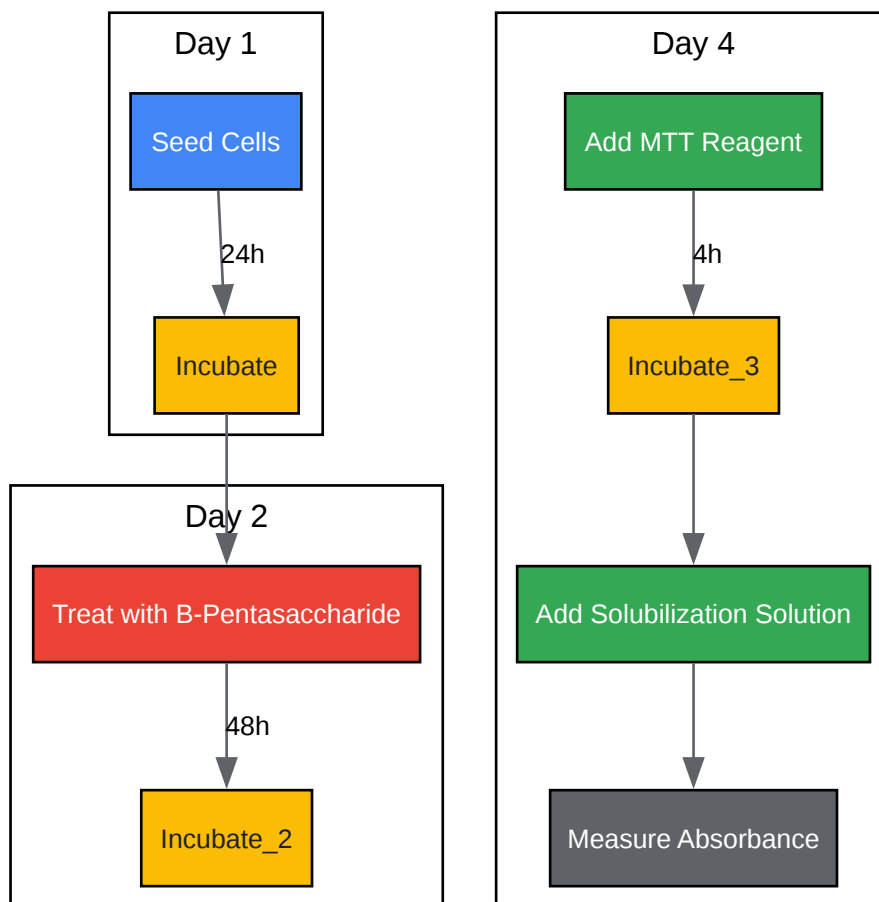 Day 1
Seed Cells
24h
Incubate
Day 2
Treat with B-Pentasaccharide
48h
Incubate_2
Day 4
Add MTT Reagent
4h
Incubate_3
Add Solubilization Solution
Measure Absorbance